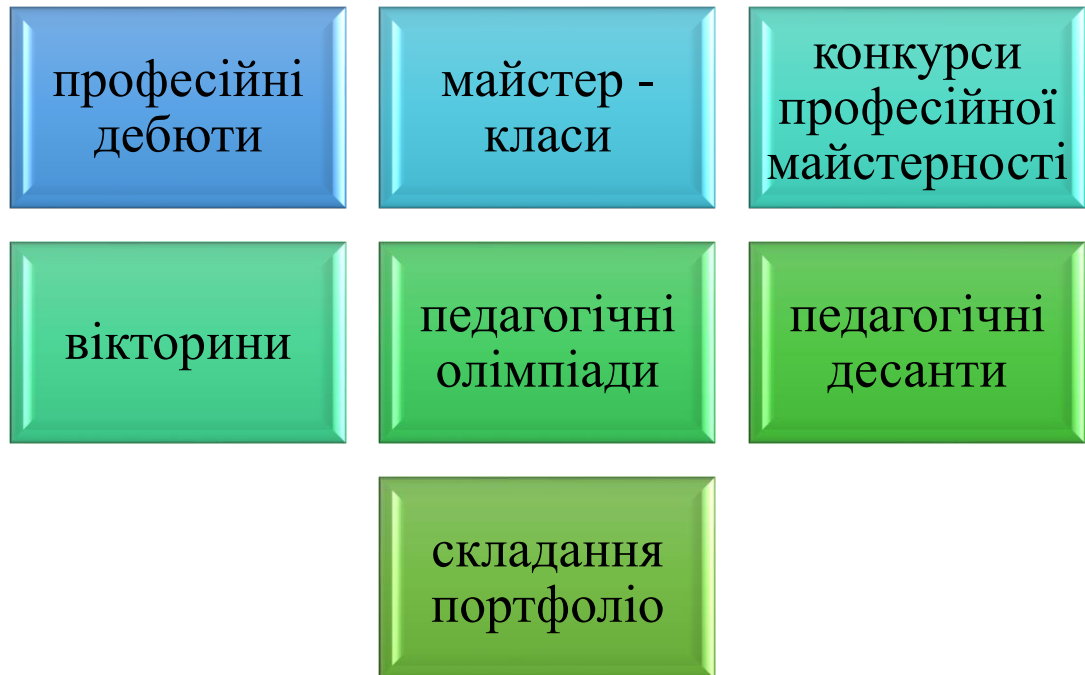 професійні
дебюти
майстер -
класи
конкурси
професійної
майстерності
вікторини
педагогічні
олімпіади
педагогічні
десанти
складання
портфоліо